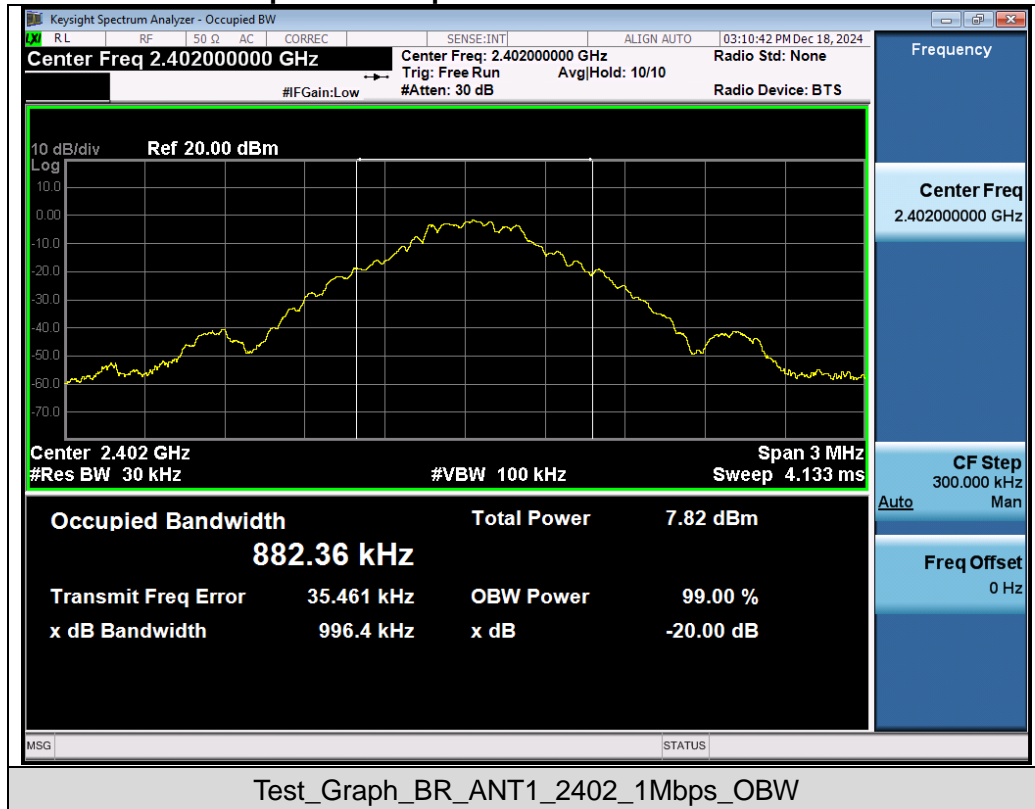 Keysight Spectrum Analyzer - Occupied BW
LXI RL RF 50 Ω AC CORREC SENSE:INT ALIGN AUTO 03:10:42 PM Dec 18, 2024
Center Freq 2.402000000 GHz
Center Freq: 2.402000000 GHz Radio Std: None
Trig: Free Run Avg|Hold: 10/10
#IFGain:Low #Atten: 30 dB Radio Device: BTS
Frequency
10 dB/div Ref 20.00 dBm
Log
10.0
0.00
-10.0
-20.0
-30.0
-40.0
-50.0
-60.0
-70.0
Center 2.402 GHz Span 3 MHz
#Res BW 30 kHz #VBW 100 kHz Sweep 4.133 ms
Center Freq
2.402000000 GHz
CF Step
300.000 kHz
Auto Man
Freq Offset
0 Hz
Occupied Bandwidth Total Power 7.82 dBm
882.36 kHz
Transmit Freq Error 35.461 kHz OBW Power 99.00 %
x dB Bandwidth 996.4 kHz x dB -20.00 dB
MSG STATUS
Test_Graph_BR_ANT1_2402_1Mbps_OBW